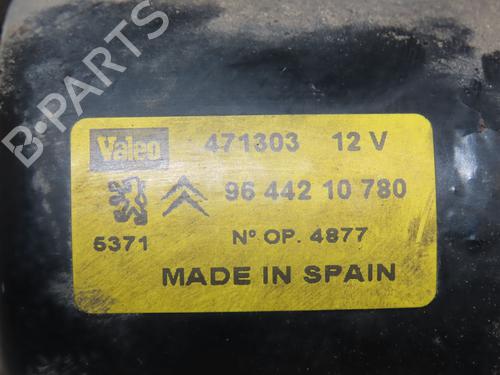 B-PARTS
Valeo 471303 12 V
96 442 10 780
5371 Nº OP. 4877
MADE IN SPAIN